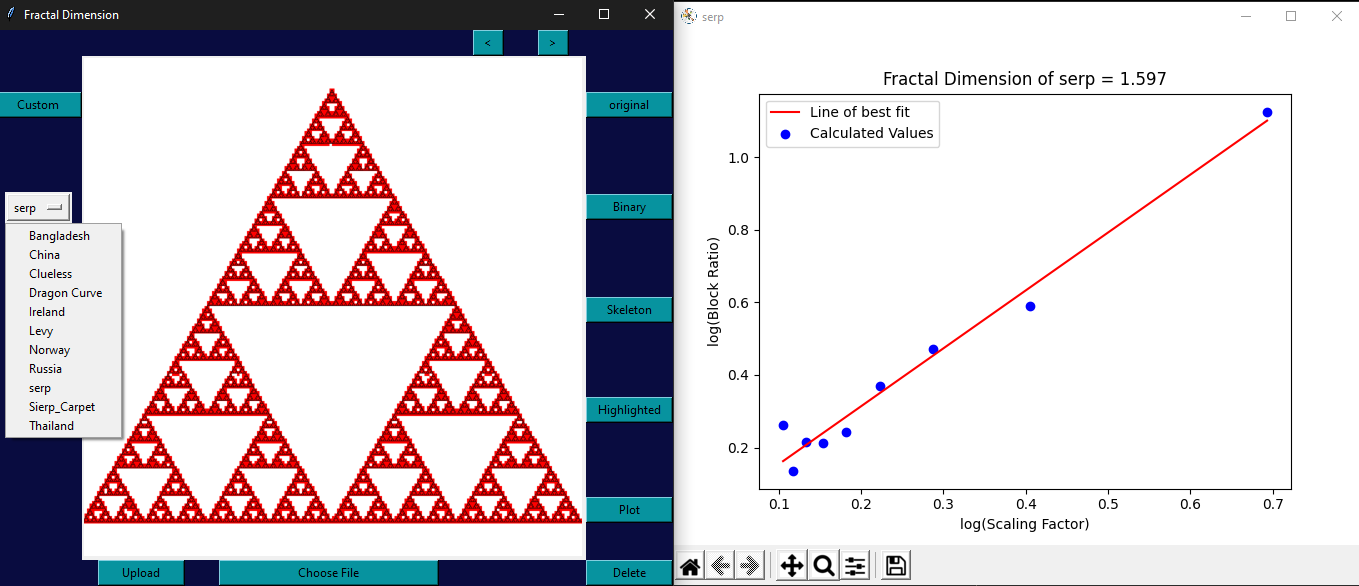 Fractal Dimension
<
>
Custom
original
serp
Bangladesh
China
Clueless
Dragon Curve
Ireland
Levy
Norway
Russia
serp
Sierp_Carpet
Thailand
Binary
Skeleton
Highlighted
Plot
Upload
Choose File
Delete
serp
Fractal Dimension of serp = 1.597
Line of best fit
Calculated Values
log(Block Ratio)
1.0
0.8
0.6
0.4
0.2
0.1
0.2
0.3
0.4
0.5
0.6
0.7
log(Scaling Factor)